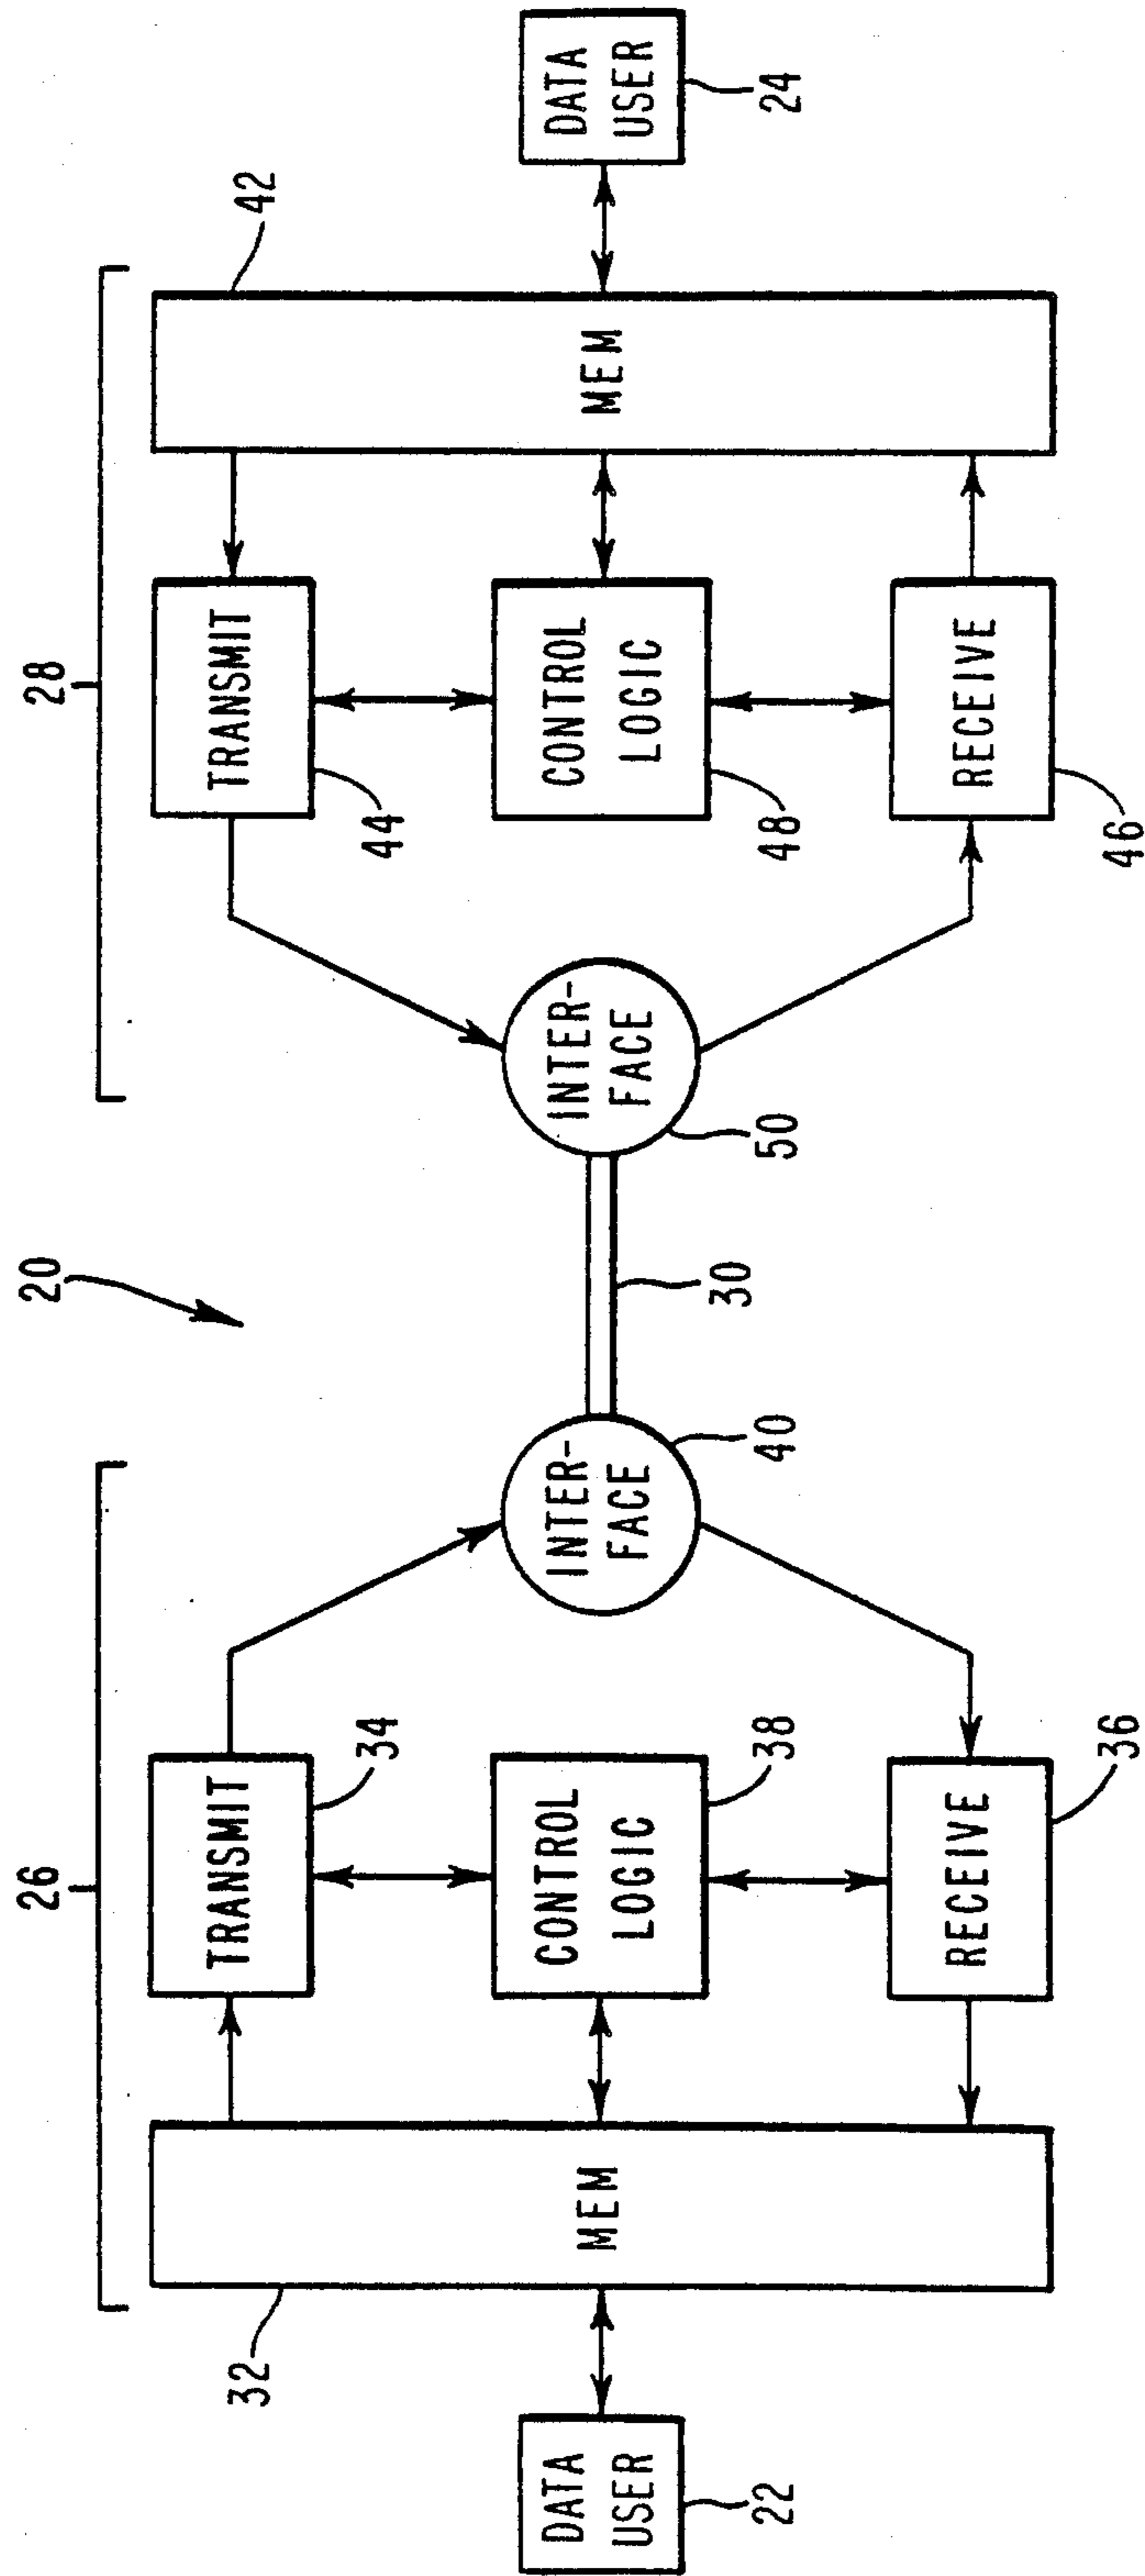 20
26
28
32
MEM
TRANSMIT
34
CONTROL
LOGIC
38
RECEIVE
36
DATA
USER
22
INTER-
FACE
40
30
INTER-
FACE
50
TRANSMIT
44
CONTROL
LOGIC
48
RECEIVE
46
42
MEM
DATA
USER
24